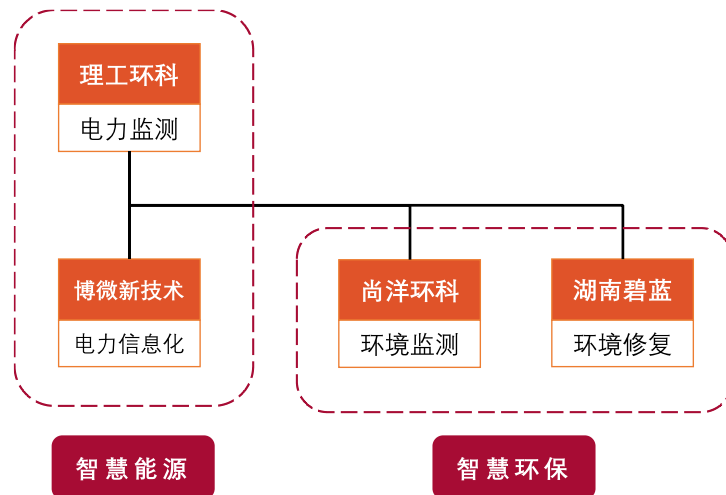 理工环科
电力监测
博微新技术
电力信息化
尚洋环科
环境监测
湖南碧蓝
环境修复
智慧能源
智慧环保